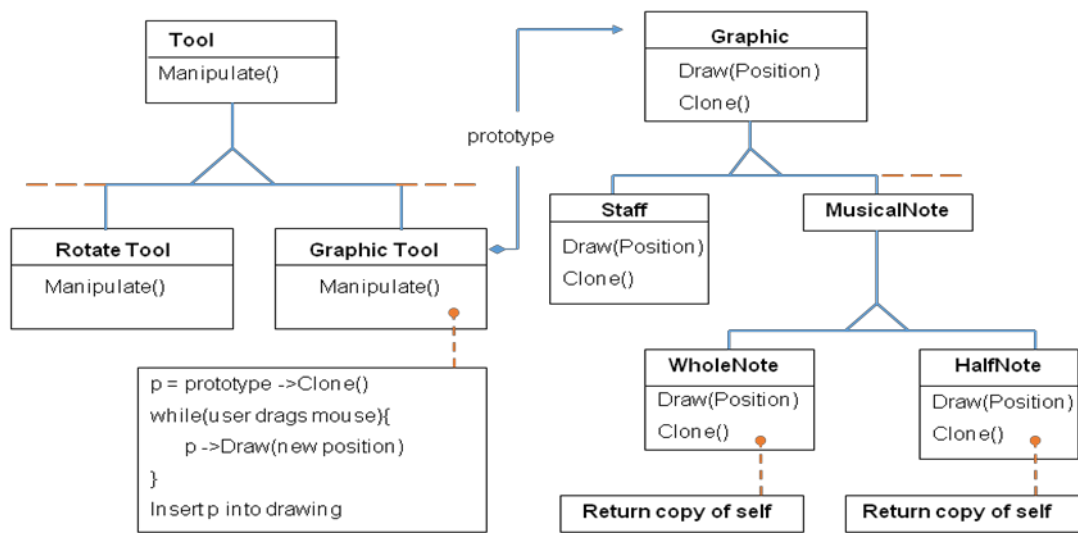 Tool
Manipulate()
Graphic
Draw(Position)
Clone()
prototype
Rotate Tool
Manipulate()
Graphic Tool
Manipulate()
Staff
Draw(Position)
Clone()
MusicalNote
p = prototype ->Clone()
while(user drags mouse){
p ->Draw(new position)
}
Insert p into drawing
WholeNote
Draw(Position)
Clone()
HalfNote
Draw(Position)
Clone()
Return copy of self
Return copy of self